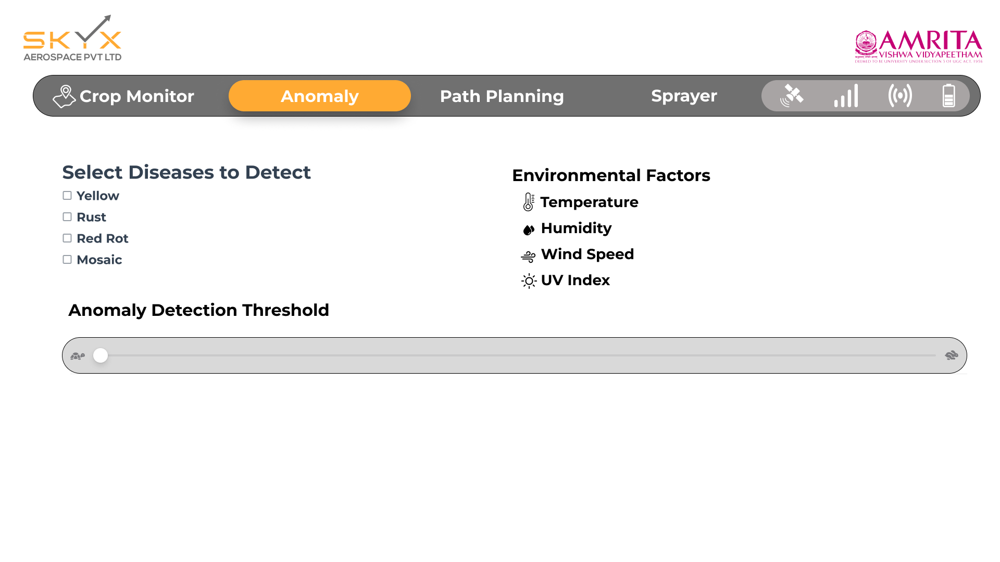 SKYX
AEROSPACE PVT LTD
AMRITA
VISHWA VIDYAPEETHAM
DEEMED TO BE UNIVERSITY UNDER SECTION 3 OF UGC ACT, 1956
Crop Monitor
Anomaly
Path Planning
Sprayer
Select Diseases to Detect
Yellow
Rust
Red Rot
Mosaic
Environmental Factors
Temperature
Humidity
Wind Speed
UV Index
Anomaly Detection Threshold